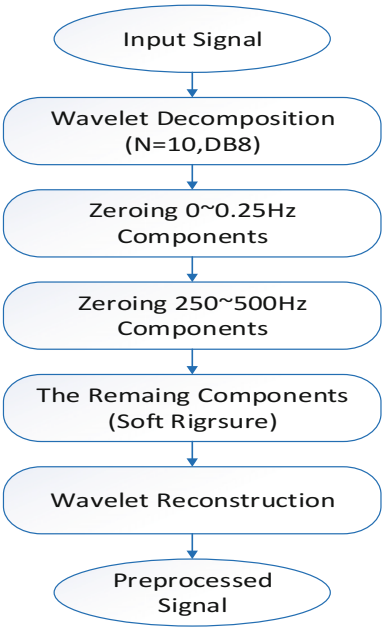 Input Signal
Wavelet Decomposition
(N=10,DB8)
Zeroing 0~0.25Hz
Components
Zeroing 250~500Hz
Components
The Remaing Components
(Soft Rigrsure)
Wavelet Reconstruction
Preprocessed
Signal